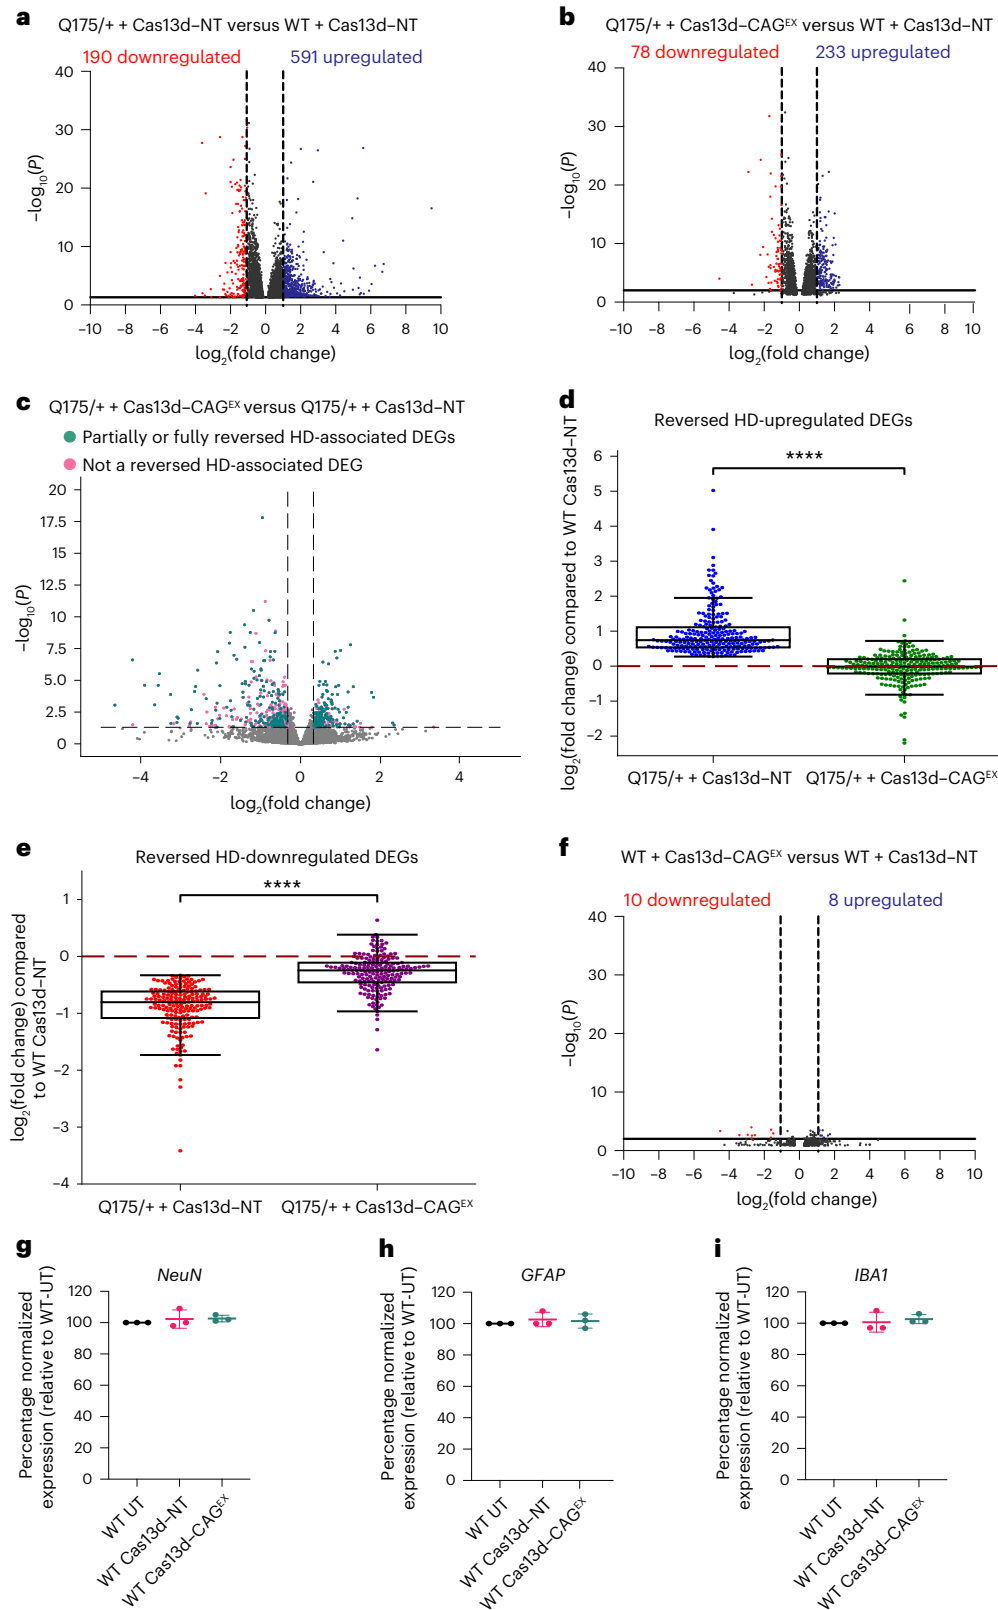 a
Q175/+ + Cas13d–NT versus WT + Cas13d–NT
190 downregulated 591 upregulated
40
30
20
10
0
–log10(P)
–10 –8 –6 –4 –2 0 2 4 6 8 10
log2(fold change)
b
Q175/+ + Cas13d–CAGEX versus WT + Cas13d–NT
78 downregulated 233 upregulated
40
30
20
10
0
–log10(P)
–10 –8 –6 –4 –2 0 2 4 6 8 10
log2(fold change)
c
Q175/+ + Cas13d–CAGEX versus Q175/+ + Cas13d–NT
Partially or fully reversed HD-associated DEGs
Not a reversed HD-associated DEG
20
17.5
15
12.5
10
7.5
5.0
2.5
0
–log10(P)
–4 –2 0 2 4
log2(fold change)
d
Reversed HD-upregulated DEGs
****
6
5
4
3
2
1
0
–1
–2
log2(fold change) compared to WT Cas13d–NT
Q175/+ + Cas13d–NT Q175/+ + Cas13d–CAGEX
e
Reversed HD-downregulated DEGs
****
1
0
–1
–2
–3
–4
log2(fold change) compared
to WT Cas13d–NT
Q175/+ + Cas13d–NT Q175/+ + Cas13d–CAGEX
f
WT + Cas13d–CAGEX versus WT + Cas13d–NT
10 downregulated 8 upregulated
40
30
20
10
0
–log10(P)
–10 –8 –6 –4 –2 0 2 4 6 8 10
log2(fold change)
g
NeuN
120
100
80
60
40
20
0
Percentage normalized
expression (relative to WT-UT)
WT UT
WT Cas13d–NT
WT Cas13d–CAGEX
h
GFAP
120
100
80
60
40
20
0
Percentage normalized
expression (relative to WT-UT)
WT UT
WT Cas13d–NT
WT Cas13d–CAGEX
i
IBA1
120
100
80
60
40
20
0
Percentage normalized
expression (relative to WT-UT)
WT UT
WT Cas13d–NT
WT Cas13d–CAGEX